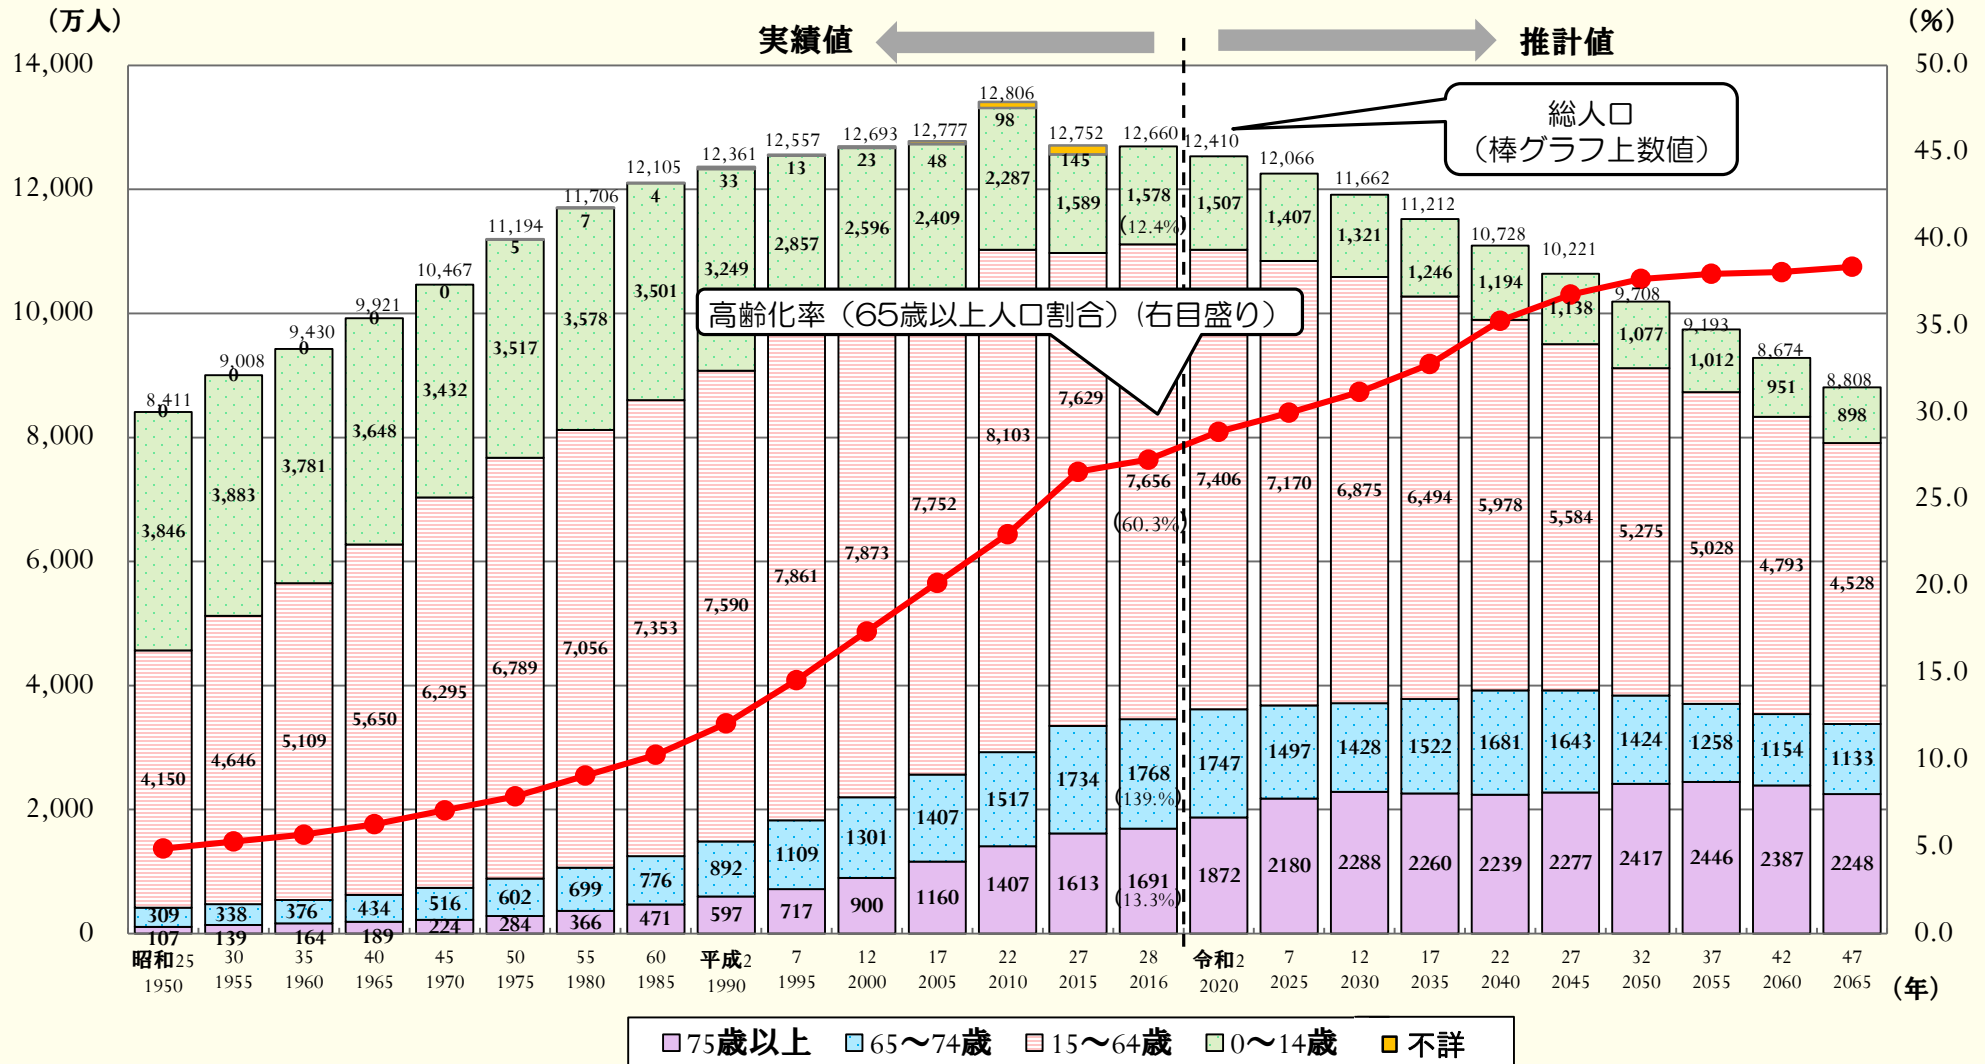 （万人）
（%）
実績値
推計値
14,000
12,000
10,000
8,000
6,000
4,000
2,000
0
50.0
45.0
40.0
35.0
30.0
25.0
20.0
15.0
10.0
5.0
0.0
総人口
（棒グラフ上数値）
高齢化率（65歳以上人口割合）(右目盛り）
8,411 9,008 9,430 9,921 10,467 11,194 11,706 12,105 12,361 12,557 12,693 12,777 12,806 12,752 12,660 12,410 12,066 11,662 11,212 10,728 10,221 9,708 9,193 8,674 8,808
0 0 0 0 0 5 7 4 33 13 23 48 98 145
3,846 3,883 3,781 3,648 3,432 3,517 3,578 3,501 3,249 2,857 2,596 2,409 2,287 1,589 1,578 1,507 1,407 1,321 1,246 1,194 1,138 1,077 1,012 951 898
(12.4%)
4,150 4,646 5,109 5,650 6,295 6,789 7,056 7,353 7,590 7,861 7,873 7,752 8,103 7,629 7,656 7,406 7,170 6,875 6,494 5,978 5,584 5,275 5,028 4,793 4,528
(60.3%)
309 338 376 434 516 602 699 776 892 1109 1301 1407 1517 1734 1768 1747 1497 1428 1522 1681 1643 1424 1258 1154 1133
(139.%)
107 139 164 189 224 284 366 471 597 717 900 1160 1407 1613 1691 1872 2180 2288 2260 2239 2277 2417 2446 2387 2248
(13.3%)
昭和25 30 35 40 45 50 55 60 平成2 7 12 17 22 27 28 令和2 7 12 17 22 27 32 37 42 47
1950 1955 1960 1965 1970 1975 1980 1985 1990 1995 2000 2005 2010 2015 2016 2020 2025 2030 2035 2040 2045 2050 2055 2060 2065
（年）
75歳以上 65～74歳 15～64歳 0～14歳 不詳